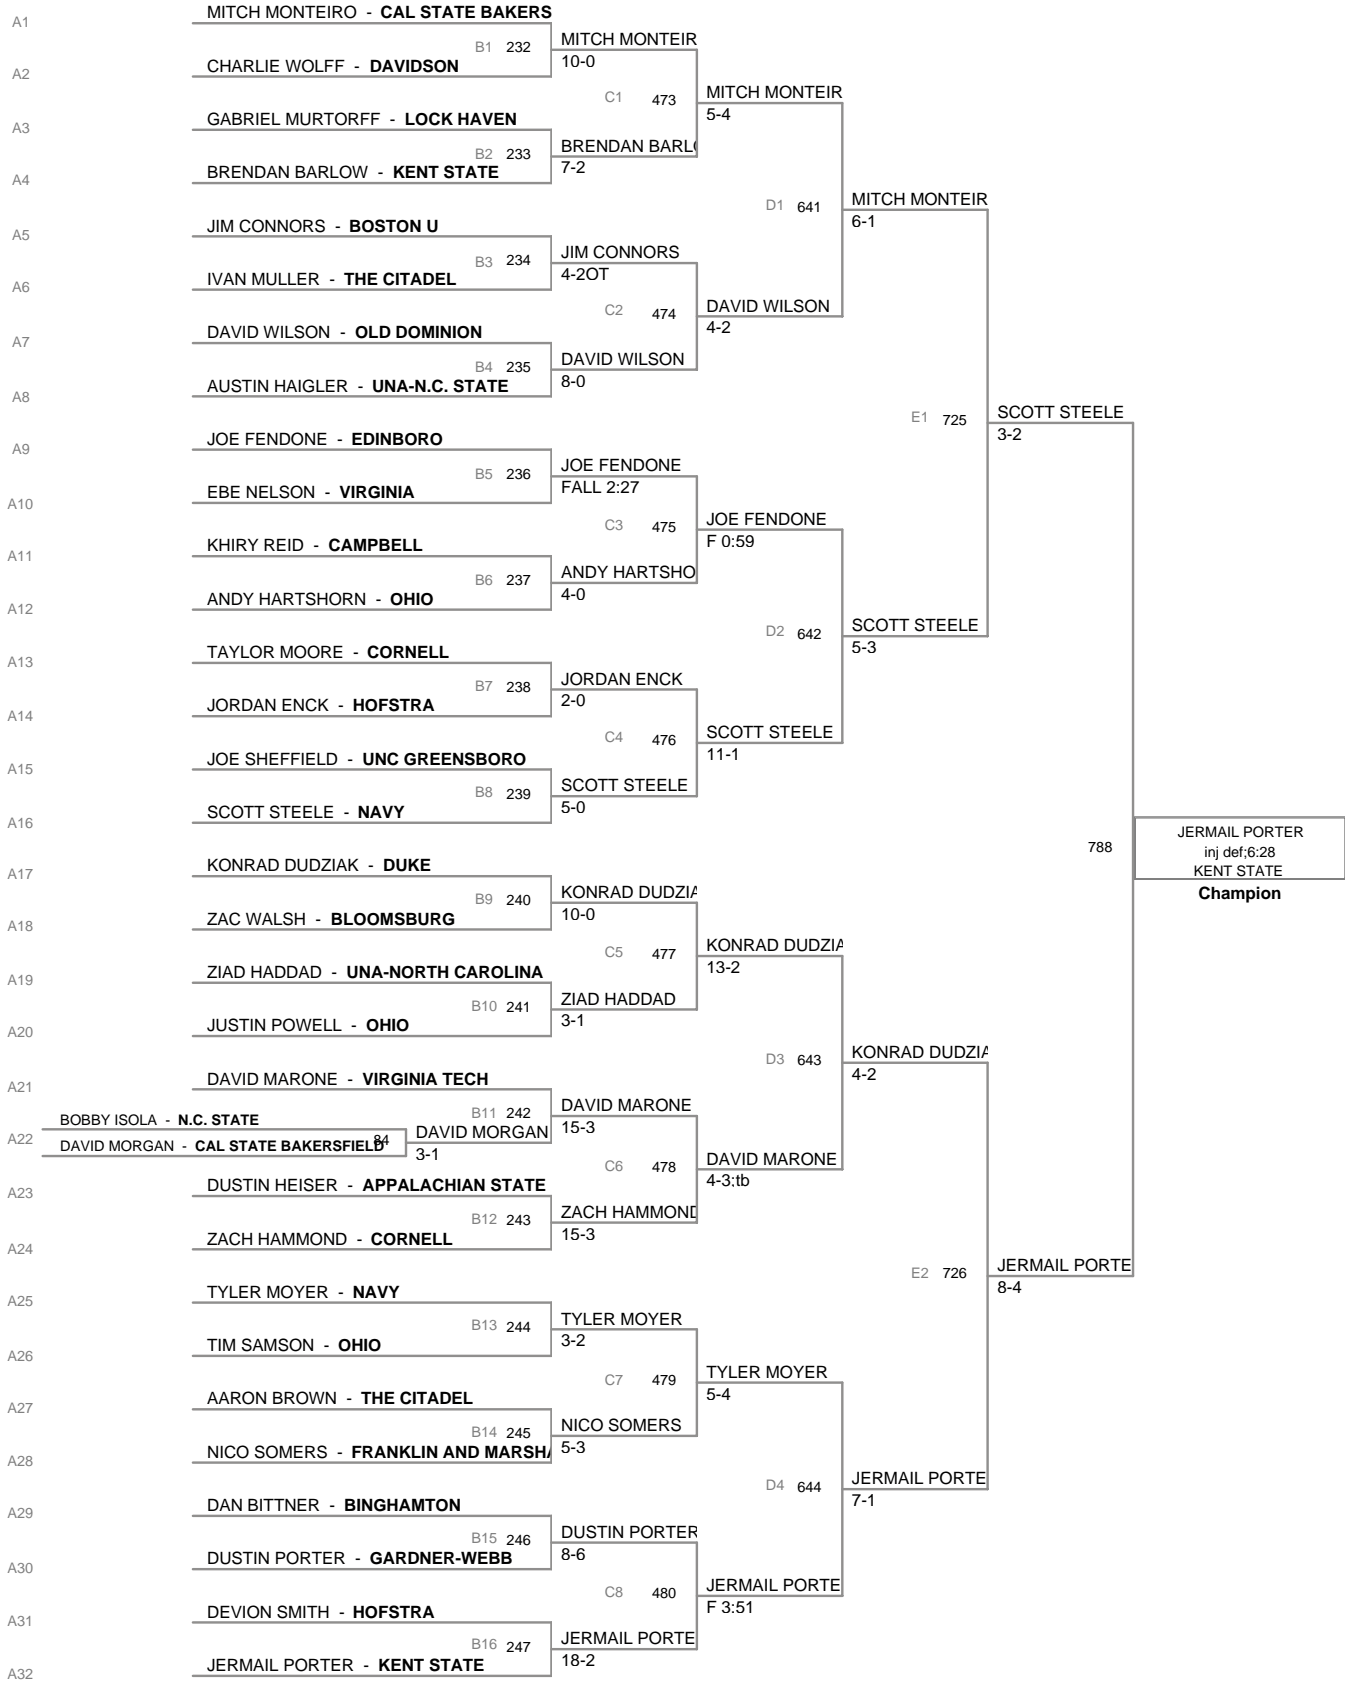 A1
MITCH MONTEIRO - CAL STATE BAKERS
B1 232
MITCH MONTEIR
10-0
A2
CHARLIE WOLFF - DAVIDSON
C1 473
MITCH MONTEIR
5-4
A3
GABRIEL MURTORFF - LOCK HAVEN
B2 233
BRENDAN BARL
7-2
A4
BRENDAN BARLOW - KENT STATE
D1 641
MITCH MONTEIR
6-1
A5
JIM CONNORS - BOSTON U
B3 234
JIM CONNORS
4-2OT
A6
IVAN MULLER - THE CITADEL
C2 474
DAVID WILSON
4-2
A7
DAVID WILSON - OLD DOMINION
B4 235
DAVID WILSON
8-0
A8
AUSTIN HAIGLER - UNA-N.C. STATE
E1 725
SCOTT STEELE
3-2
A9
JOE FENDONE - EDINBORO
B5 236
JOE FENDONE
FALL 2:27
A10
EBE NELSON - VIRGINIA
C3 475
JOE FENDONE
F 0:59
A11
KHIRY REID - CAMPBELL
B6 237
ANDY HARTSHO
4-0
A12
ANDY HARTSHORN - OHIO
D2 642
SCOTT STEELE
5-3
A13
TAYLOR MOORE - CORNELL
B7 238
JORDAN ENCK
2-0
A14
JORDAN ENCK - HOFSTRA
C4 476
SCOTT STEELE
11-1
A15
JOE SHEFFIELD - UNC GREENSBORO
B8 239
SCOTT STEELE
5-0
A16
SCOTT STEELE - NAVY
788
JERMAIL PORTER
inj def;6:28
KENT STATE
Champion
A17
KONRAD DUDZIAK - DUKE
B9 240
KONRAD DUDZIA
10-0
A18
ZAC WALSH - BLOOMSBURG
C5 477
KONRAD DUDZIA
13-2
A19
ZIAD HADDAD - UNA-NORTH CAROLINA
B10 241
ZIAD HADDAD
3-1
A20
JUSTIN POWELL - OHIO
D3 643
KONRAD DUDZIA
4-2
A21
DAVID MARONE - VIRGINIA TECH
B11 242
DAVID MARONE
15-3
BOBBY ISOLA - N.C. STATE
A22
DAVID MORGAN - CAL STATE BAKERSFIELD 84
DAVID MORGAN
3-1
C6 478
DAVID MARONE
4-3;tb
A23
DUSTIN HEISER - APPALACHIAN STATE
B12 243
ZACH HAMMOND
15-3
A24
ZACH HAMMOND - CORNELL
E2 726
JERMAIL PORTE
8-4
A25
TYLER MOYER - NAVY
B13 244
TYLER MOYER
3-2
A26
TIM SAMSON - OHIO
C7 479
TYLER MOYER
5-4
A27
AARON BROWN - THE CITADEL
B14 245
NICO SOMERS
5-3
A28
NICO SOMERS - FRANKLIN AND MARSHA
D4 644
JERMAIL PORTE
7-1
A29
DAN BITTNER - BINGHAMTON
B15 246
DUSTIN PORTER
8-6
A30
DUSTIN PORTER - GARDNER-WEBB
C8 480
JERMAIL PORTE
F 3:51
A31
DEVION SMITH - HOFSTRA
B16 247
JERMAIL PORTE
18-2
A32
JERMAIL PORTER - KENT STATE